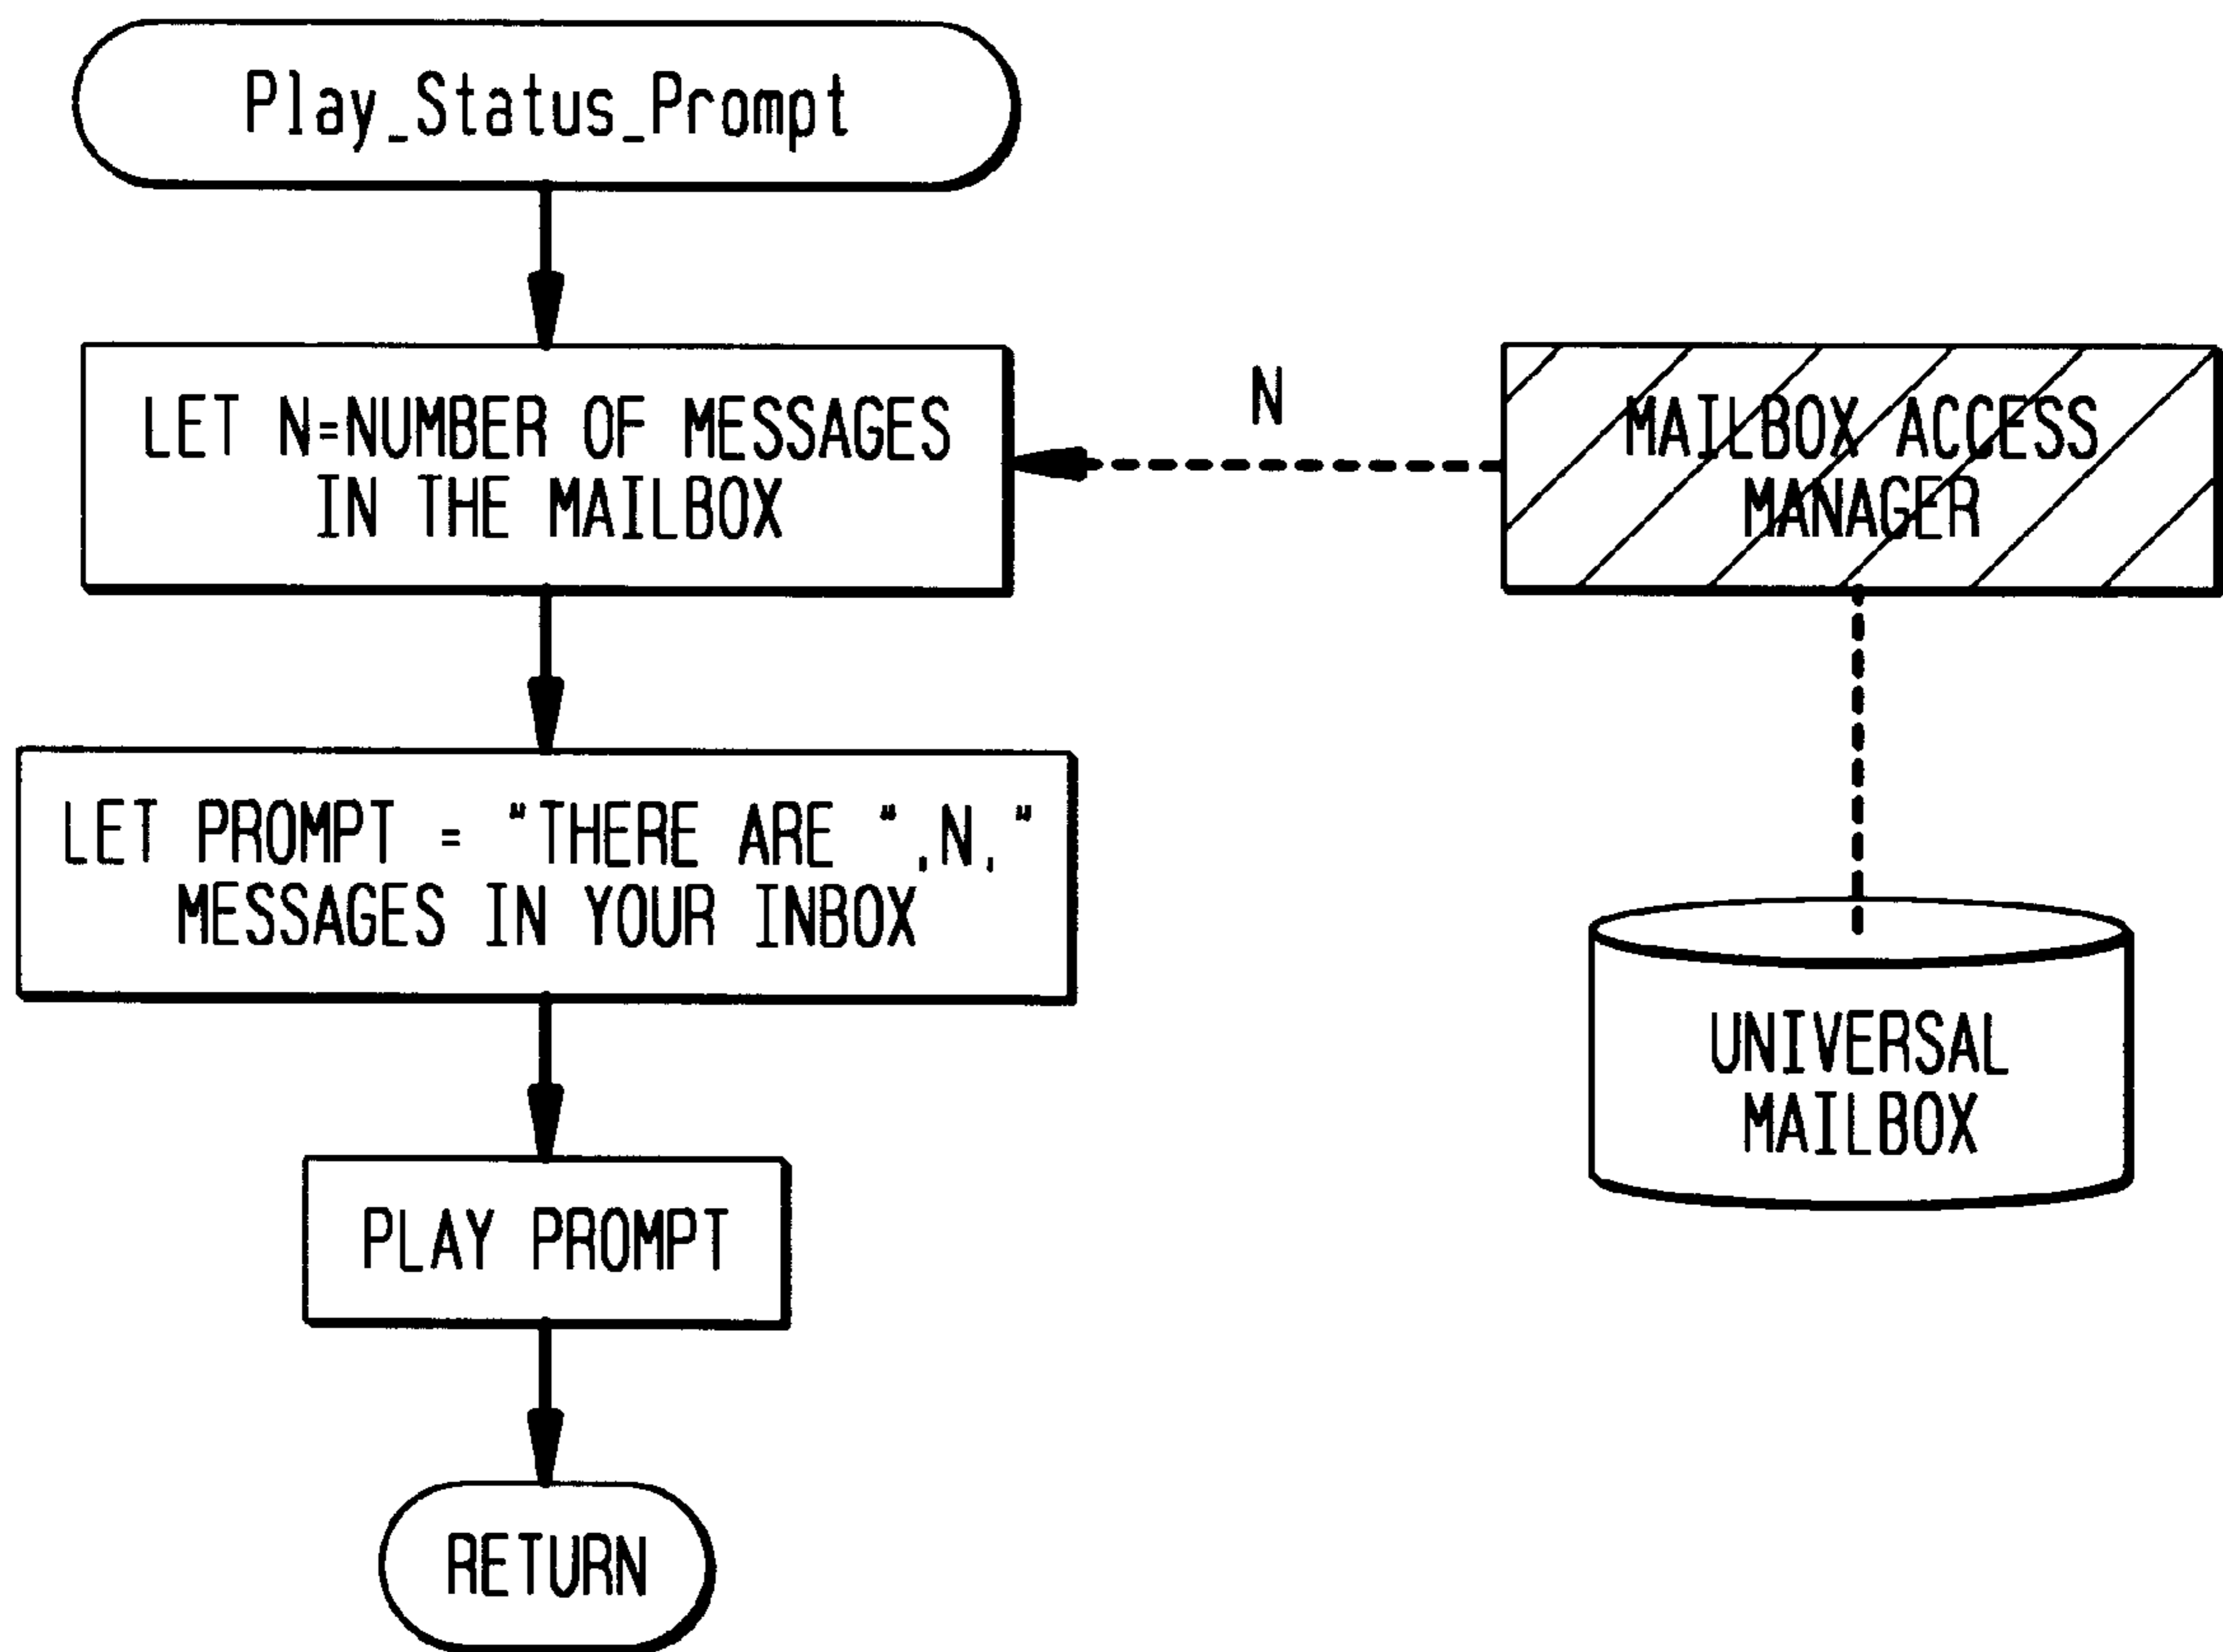 Play_Status_Prompt
LET N=NUMBER OF MESSAGES
IN THE MAILBOX
N
MAILBOX ACCESS
MANAGER
LET PROMPT = "THERE ARE ",N,"
MESSAGES IN YOUR INBOX
UNIVERSAL
MAILBOX
PLAY PROMPT
RETURN